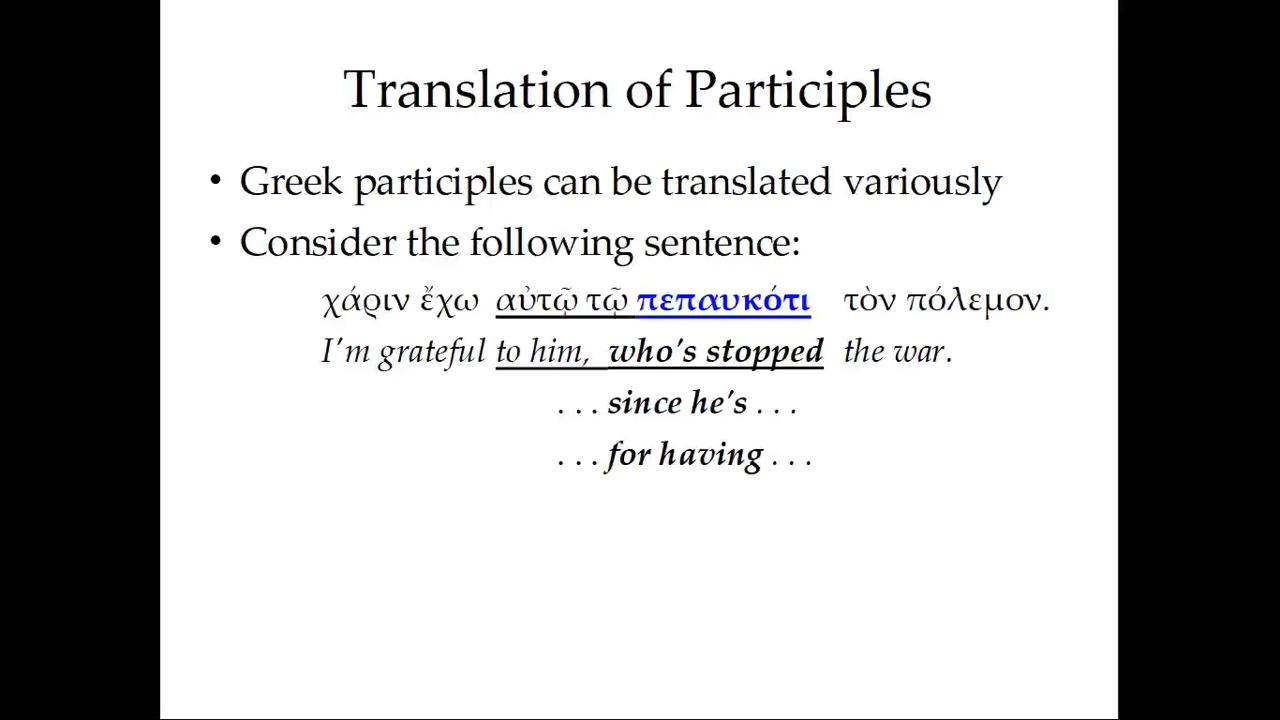 Translation of Participles
• Greek participles can be translated variously
• Consider the following sentence:
χάριν ἔχω αὐτῷ τῷ πεπαυκότι τὸν πόλεμον.
I'm grateful to him, who's stopped the war.
. . . since he's . . .
. . . for having . . .